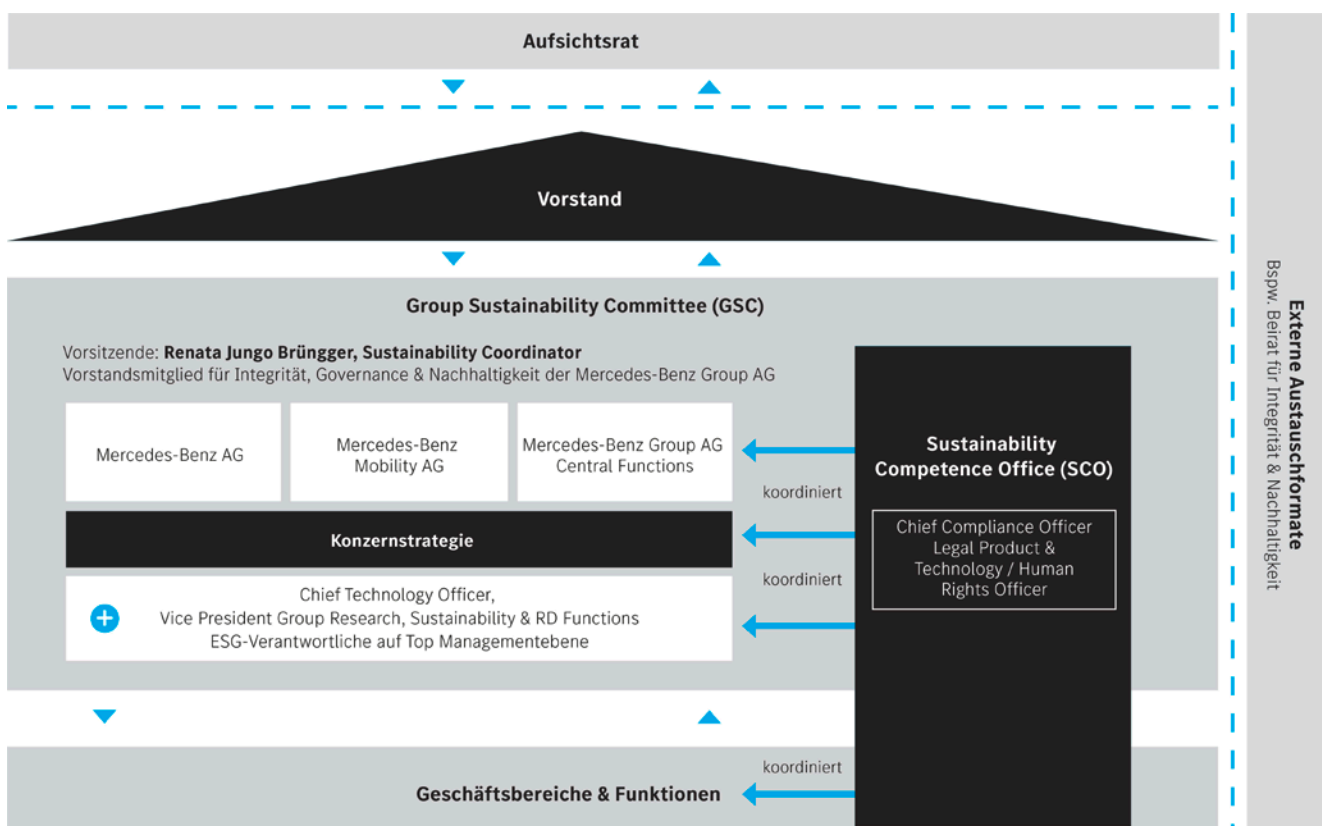 Aufsichtsrat
Vorstand
Group Sustainability Committee (GSC)
Vorsitzende: Renata Jungo Brüngger, Sustainability Coordinator
Vorstandsmitglied für Integrität, Governance & Nachhaltigkeit der Mercedes-Benz Group AG
Mercedes-Benz AG
Mercedes-Benz
Mobility AG
Mercedes-Benz Group AG
Central Functions
koordiniert
Konzernstrategie
koordiniert
Chief Technology Officer,
Vice President Group Research, Sustainability & RD Functions
ESG-Verantwortliche auf Top Managementebene
Sustainability
Competence Office (SCO)
Chief Compliance Officer
Legal Product &
Technology / Human
Rights Officer
koordiniert
Geschäftsbereiche & Funktionen
Externe Austauschformate
Bspw. Beirat für Integrität & Nachhaltigkeit